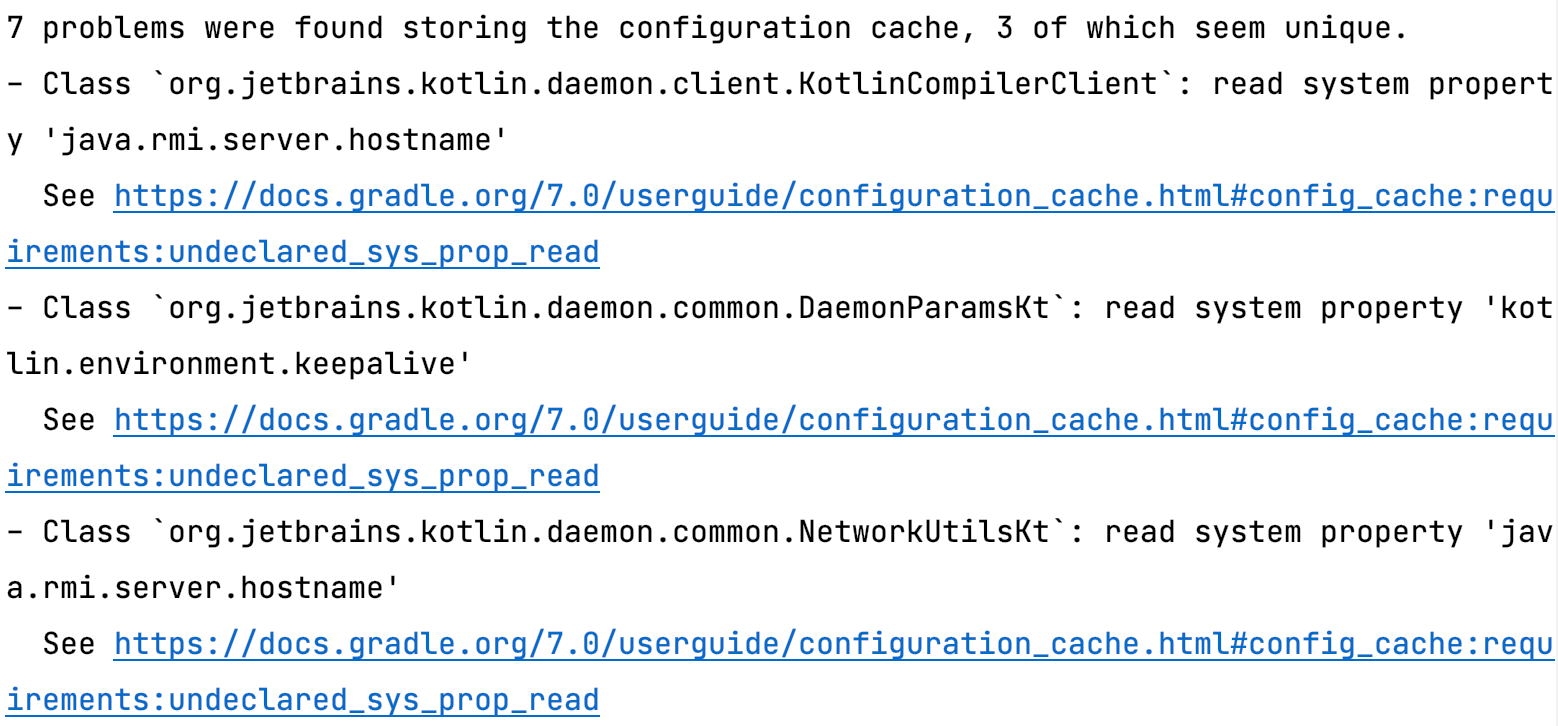 7 problems were found storing the configuration cache, 3 of which seem unique.
- Class `org.jetbrains.kotlin.daemon.client.KotlinCompilerClient`: read system propert
y 'java.rmi.server.hostname'
  See https://docs.gradle.org/7.0/userguide/configuration_cache.html#config_cache:requ
irements:undeclared_sys_prop_read
- Class `org.jetbrains.kotlin.daemon.common.DaemonParamsKt`: read system property 'kot
lin.environment.keepalive'
  See https://docs.gradle.org/7.0/userguide/configuration_cache.html#config_cache:requ
irements:undeclared_sys_prop_read
- Class `org.jetbrains.kotlin.daemon.common.NetworkUtilsKt`: read system property 'jav
a.rmi.server.hostname'
  See https://docs.gradle.org/7.0/userguide/configuration_cache.html#config_cache:requ
irements:undeclared_sys_prop_read